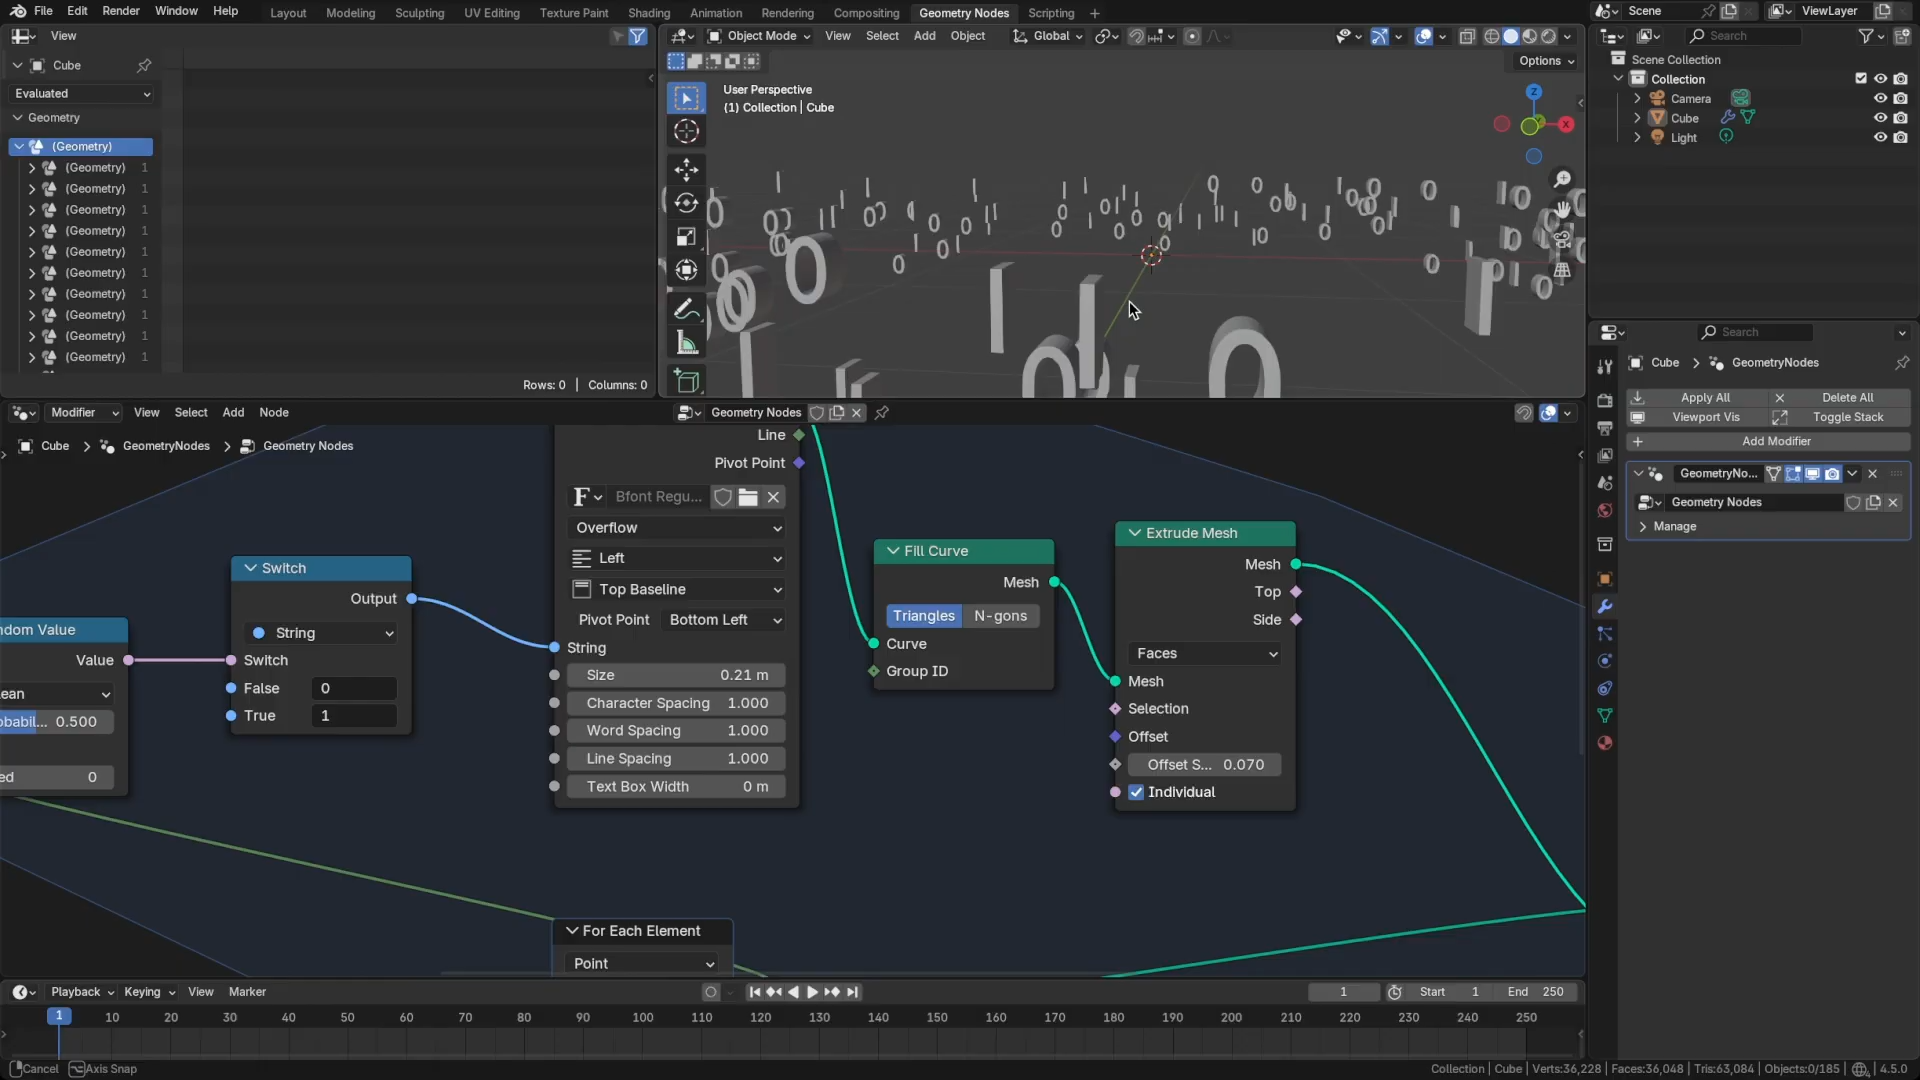 File Edit Render Window Help Layout Modeling Sculpting UV Editing Texture Paint Shading Animation Rendering Compositing Geometry Nodes Scripting + Scene ViewLayer
View Object Mode View Select Add Object Global Search
Cube Options
Evaluated
Geometry
(Geometry)
(Geometry) 1
(Geometry) 1
(Geometry) 1
(Geometry) 1
(Geometry) 1
(Geometry) 1
(Geometry) 1
(Geometry) 1
(Geometry) 1
(Geometry) 1
Rows: 0 | Columns: 0
User Perspective
(1) Collection | Cube
Z
X
Scene Collection
Collection
Camera
Cube
Light
Search
Cube > GeometryNodes
Apply All Delete All
Viewport Vis Toggle Stack
Add Modifier
GeometryNo...
Geometry Nodes
Manage
Modifier View Select Add Node Geometry Nodes
Cube > GeometryNodes > Geometry Nodes
ndom Value
Value
ean
obabil... 0.500
ed 0
Switch
Output
String
Switch
False 0
True 1
Line
Pivot Point
F Bfont Regu...
Overflow
Left
Top Baseline
Pivot Point Bottom Left
String
Size 0.21 m
Character Spacing 1.000
Word Spacing 1.000
Line Spacing 1.000
Text Box Width 0 m
Fill Curve
Mesh
Triangles N-gons
Curve
Group ID
Extrude Mesh
Mesh
Top
Side
Faces
Mesh
Selection
Offset
Offset S... 0.070
Individual
For Each Element
Point
Playback Keying View Marker 1 Start 1 End 250
1 10 20 30 40 50 60 70 80 90 100 110 120 130 140 150 160 170 180 190 200 210 220 230 240 250
Cancel Axis Snap Collection | Cube | Verts:36,228 | Faces:36,048 | Tris:63,084 | Objects:0/185 | 4.5.0